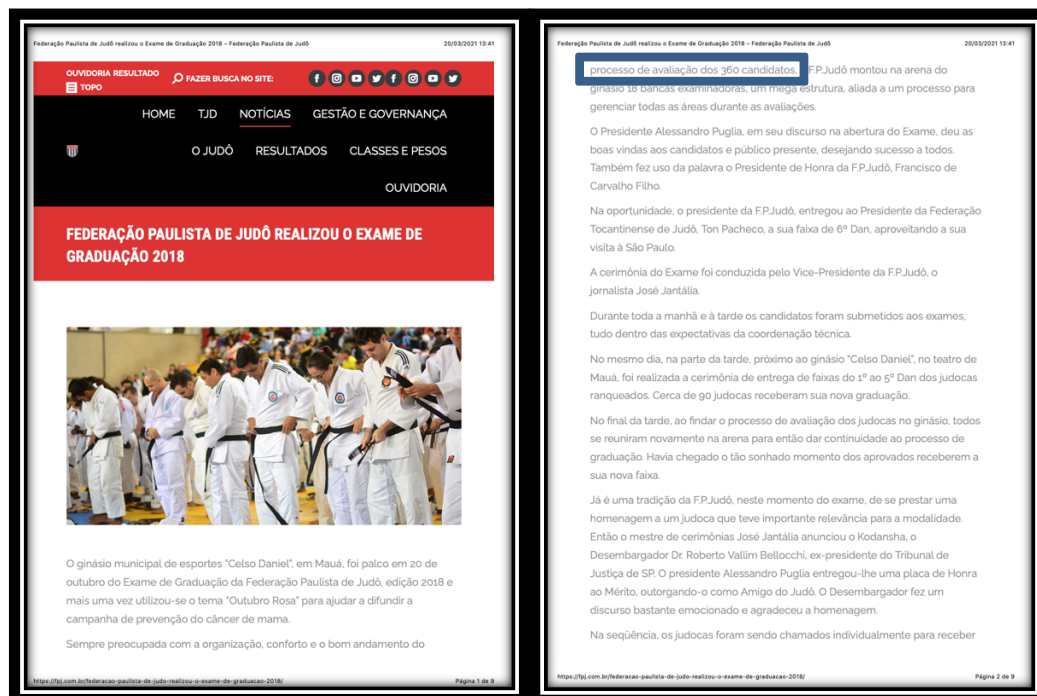 Federação Paulista de Judô realizou o Exame de Graduação 2018 – Federação Paulista de Judô 20/03/2021 13:41
OUVIDORIA RESULTADO
TOPO
FAZER BUSCA NO SITE:
HOME TJD NOTÍCIAS GESTÃO E GOVERNANÇA
O JUDÔ RESULTADOS CLASSES E PESOS
OUVIDORIA
FEDERAÇÃO PAULISTA DE JUDÔ REALIZOU O EXAME DE
GRADUAÇÃO 2018
O ginásio municipal de esportes "Celso Daniel", em Mauá, foi palco em 20 de
outubro do Exame de Graduação da Federação Paulista de Judô, edição 2018 e
mais uma vez utilizou-se o tema "Outubro Rosa" para ajudar a difundir a
campanha de prevenção do câncer de mama.
Sempre preocupada com a organização, conforto e o bom andamento do
https://fpj.com.br/federacao-paulista-de-judo-realizou-o-exame-de-graduacao-2018/ Página 1 de 9
Federação Paulista de Judô realizou o Exame de Graduação 2018 – Federação Paulista de Judô 20/03/2021 13:41
processo de avaliação dos 360 candidatos, F.P.Judô montou na arena do
ginásio 18 bancas examinadoras, um mega estrutura, aliada a um processo para
gerenciar todas as áreas durante as avaliações.
O Presidente Alessandro Puglia, em seu discurso na abertura do Exame, deu as
boas vindas aos candidatos e público presente, desejando sucesso a todos.
Também fez uso da palavra o Presidente de Honra da F.P.Judô, Francisco de
Carvalho Filho.
Na oportunidade, o presidente da F.P.Judô, entregou ao Presidente da Federação
Tocantinense de Judô, Ton Pacheco, a sua faixa de 6º Dan, aproveitando a sua
visita à São Paulo.
A cerimônia do Exame foi conduzida pelo Vice-Presidente da F.P.Judô, o
jornalista José Jantália.
Durante toda a manhã e à tarde os candidatos foram submetidos aos exames,
tudo dentro das expectativas da coordenação técnica.
No mesmo dia, na parte da tarde, próximo ao ginásio "Celso Daniel", no teatro de
Mauá, foi realizada a cerimônia de entrega de faixas do 1º ao 5º Dan dos judocas
ranqueados. Cerca de 90 judocas receberam sua nova graduação.
No final da tarde, ao findar o processo de avaliação dos judocas no ginásio, todos
se reuniram novamente na arena para então dar continuidade ao processo de
graduação. Havia chegado o tão sonhado momento dos aprovados receberem a
sua nova faixa.
Já é uma tradição da F.P.Judô, neste momento do exame, de se prestar uma
homenagem a um judoca que teve importante relevância para a modalidade.
Então o mestre de cerimônias José Jantália anunciou o Kodansha, o
Desembargador Dr. Roberto Vallim Bellocchi, ex-presidente do Tribunal de
Justiça de SP. O presidente Alessandro Puglia entregou-lhe uma placa de Honra
ao Mérito, outorgando-o como Amigo do Judô. O Desembargador fez um
discurso bastante emocionado e agradeceu a homenagem.
Na seqüência, os judocas foram sendo chamados individualmente para receber
https://fpj.com.br/federacao-paulista-de-judo-realizou-o-exame-de-graduacao-2018/ Página 2 de 9